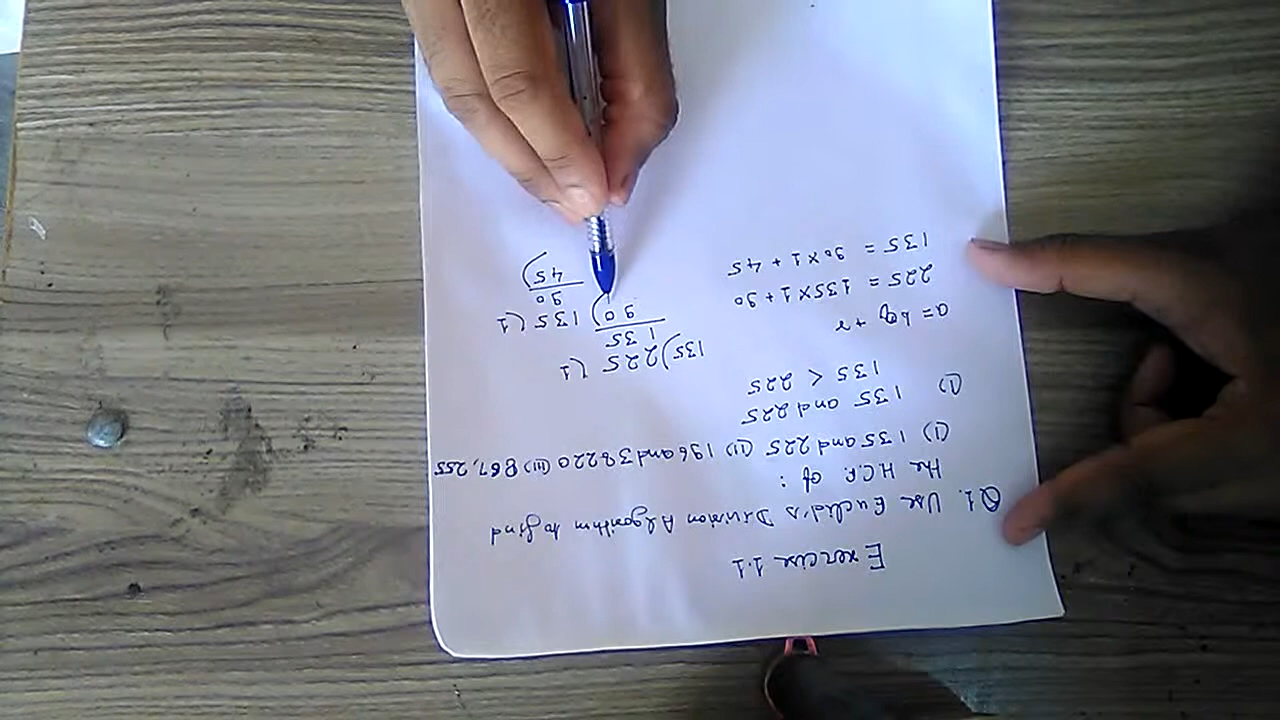 Exercise 1.1
Q1. Use Euclid's Division Algorithm to find
the H.C.F. of :
(I) 135 and 225 (II) 196 and 38220 (III) 867, 255
(I) 135 and 225
135 < 225
a = bq + r
225 = 135 × 1 + 90
135 = 90 × 1 + 45
135)225(1
135
90)135(1
90
45)